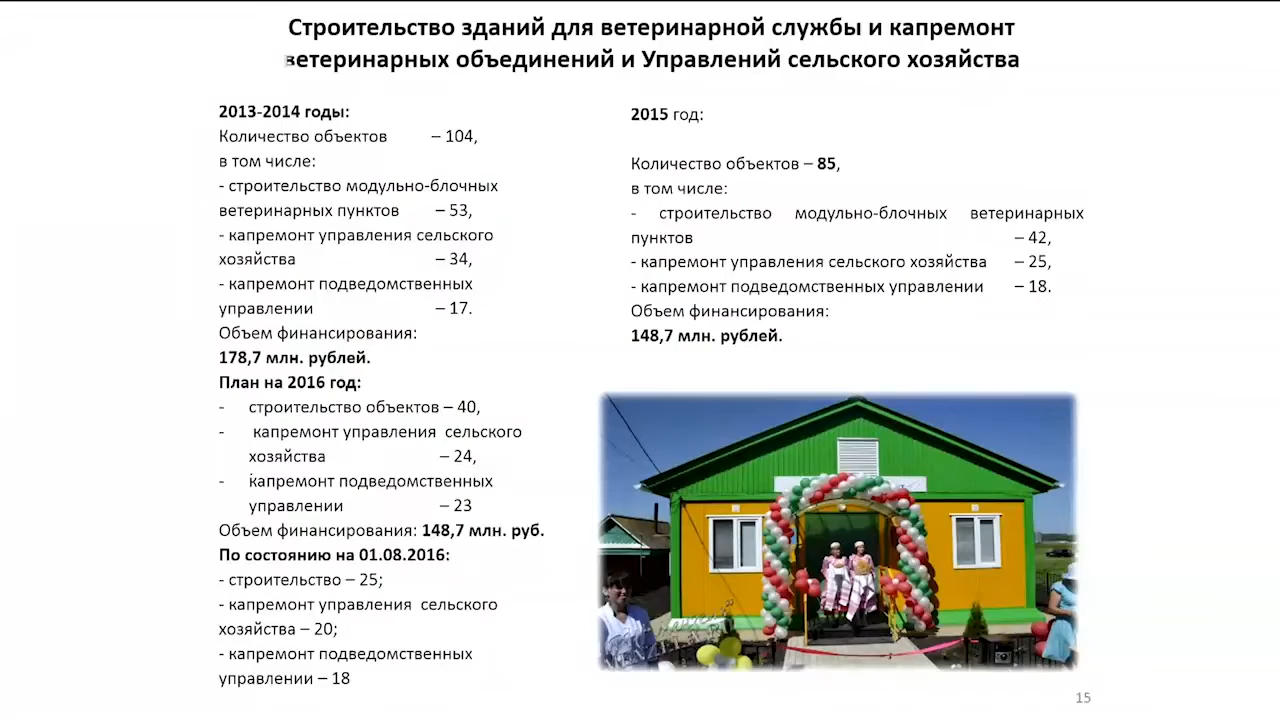 Строительство зданий для ветеринарной службы и капремонт
ветеринарных объединений и Управлений сельского хозяйства
2013-2014 годы:
Количество объектов – 104,
в том числе:
- строительство модульно-блочных
ветеринарных пунктов – 53,
- капремонт управления сельского
хозяйства – 34,
- капремонт подведомственных
управлении – 17.
Объем финансирования:
178,7 млн. рублей.
План на 2016 год:
- строительство объектов – 40,
- капремонт управления сельского
хозяйства – 24,
- капремонт подведомственных
управлении – 23
Объем финансирования: 148,7 млн. руб.
По состоянию на 01.08.2016:
- строительство – 25;
- капремонт управления сельского
хозяйства – 20;
- капремонт подведомственных
управлении – 18
2015 год:
Количество объектов – 85,
в том числе:
- строительство модульно-блочных ветеринарных
пунктов – 42,
- капремонт управления сельского хозяйства – 25,
- капремонт подведомственных управлении – 18.
Объем финансирования:
148,7 млн. рублей.
15